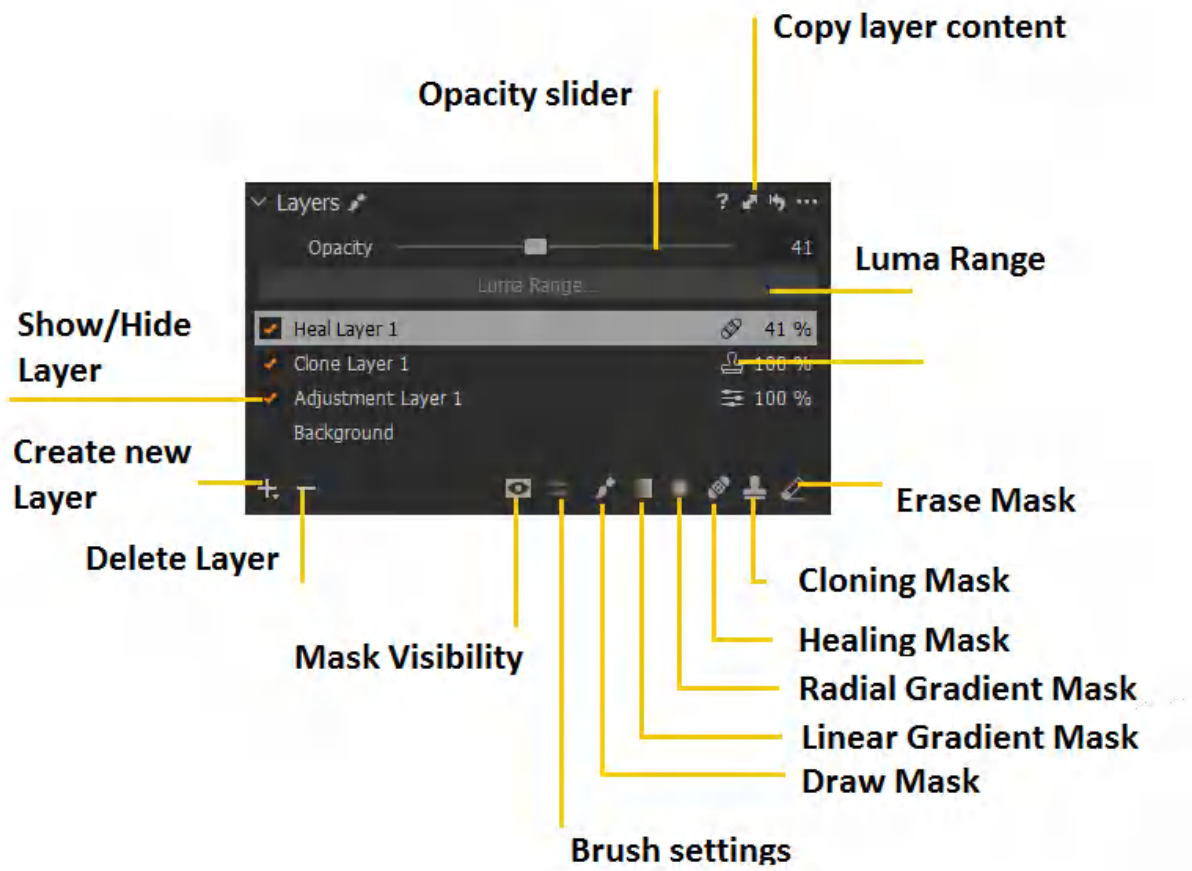 Copy layer content
Opacity slider
Layers
?
Opacity
41
Luma Range...
Luma Range
Show/Hide
Layer
Heal Layer 1 41 %
Clone Layer 1 100 %
Adjustment Layer 1 100 %
Background
Create new
Layer
Delete Layer
Erase Mask
Cloning Mask
Healing Mask
Mask Visibility
Radial Gradient Mask
Linear Gradient Mask
Draw Mask
Brush settings